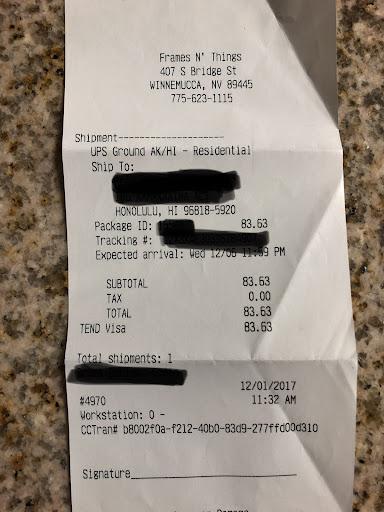 Frames N' Things
407 S Bridge St
WINNEMUCCA, NV 89445
775-623-1115
Shipment---------------------
UPS Ground AK/HI - Residential
Ship To:
HONOLULU, HI 96818-5920
Package ID: 83.63
Tracking #:
Expected arrival: Wed 12/06 11:59 PM
SUBTOTAL 83.63
TAX 0.00
TOTAL 83.63
TEND Visa 83.63
Total shipments: 1
12/01/2017
#4970 11:32 AM
Workstation: 0 -
CCTran# b8002f0a-f212-40b0-83d9-277ffd00d310
Signature______________________